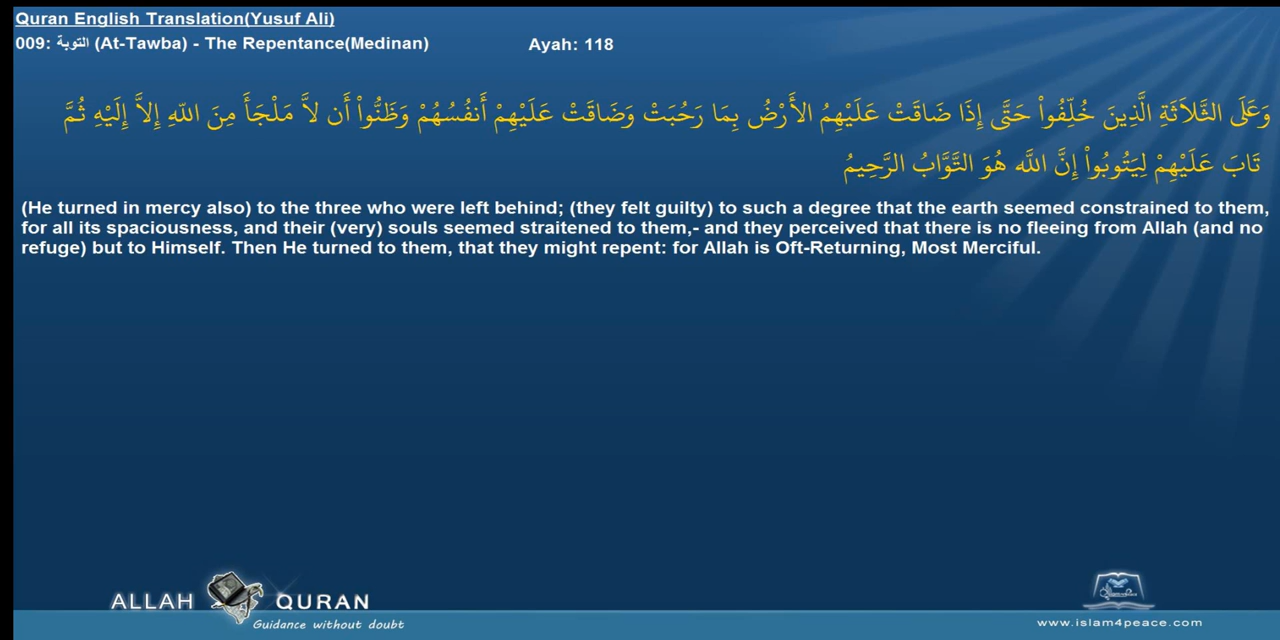 Quran English Translation(Yusuf Ali)
009: التوبة (At-Tawba) - The Repentance(Medinan) Ayah: 118
وَعَلَى الثَّلاَثَةِ الَّذِينَ خُلِّفُواْ حَتَّى إِذَا ضَاقَتْ عَلَيْهِمُ الأَرْضُ بِمَا رَحُبَتْ وَضَاقَتْ عَلَيْهِمْ أَنفُسُهُمْ وَظَنُّواْ أَن لاَّ مَلْجَأَ مِنَ اللّهِ إِلاَّ إِلَيْهِ ثُمَّ
تَابَ عَلَيْهِمْ لِيَتُوبُواْ إِنَّ اللَّه هُوَ التَّوَّابُ الرَّحِيمُ
(He turned in mercy also) to the three who were left behind; (they felt guilty) to such a degree that the earth seemed constrained to them,
for all its spaciousness, and their (very) souls seemed straitened to them,- and they perceived that there is no fleeing from Allah (and no
refuge) but to Himself. Then He turned to them, that they might repent: for Allah is Oft-Returning, Most Merciful.
ALLAH QURAN
Guidance without doubt
www.islam4peace.com